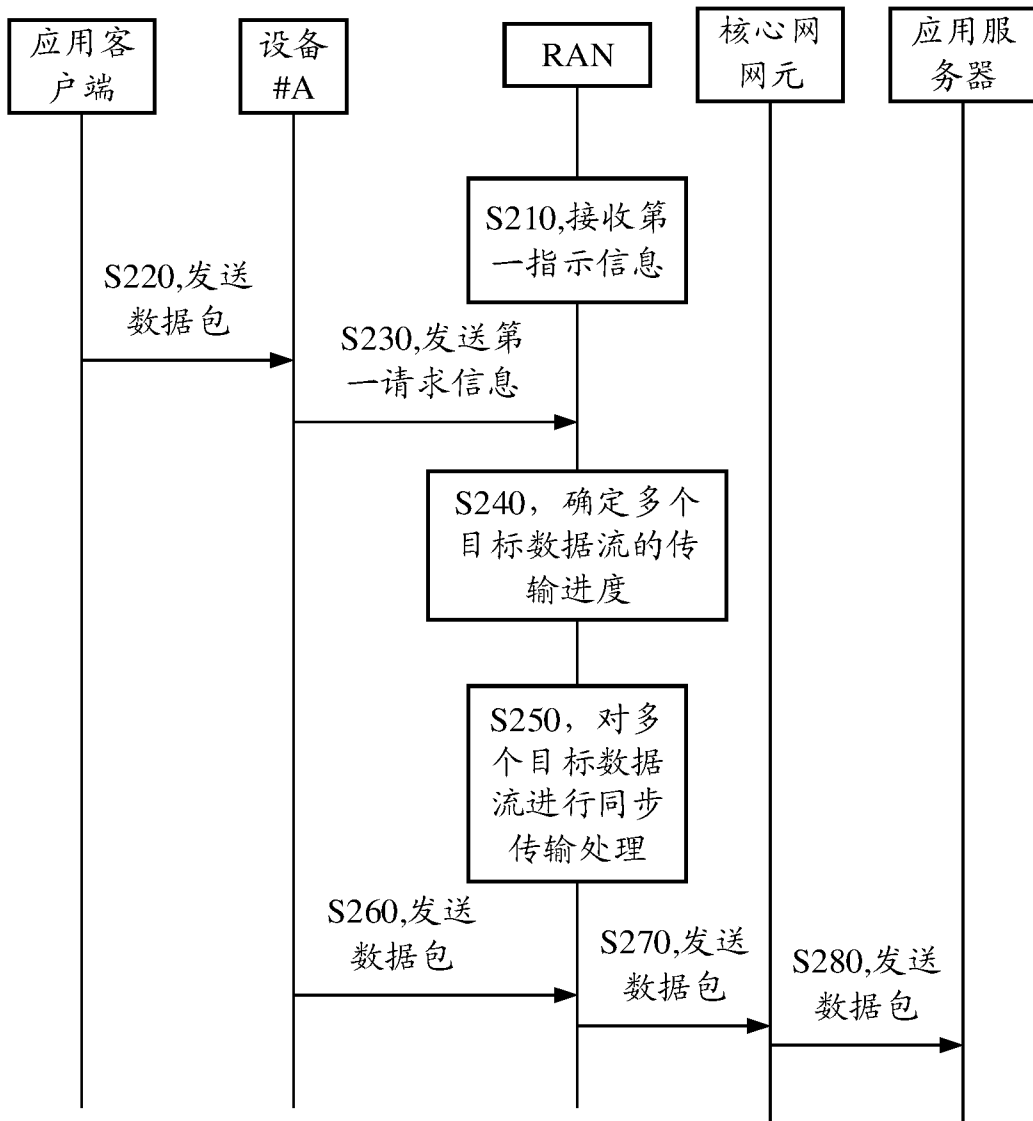 应用客
户端
设备
#A
RAN
核心网
网元
应用服
务器
S210,接收第
一指示信息
S220,发送
数据包
S230,发送第
一请求信息
S240，确定多个
目标数据流的传
输进度
S250，对多
个目标数据
流进行同步
传输处理
S260,发送
数据包
S270,发送
数据包
S280,发送
数据包